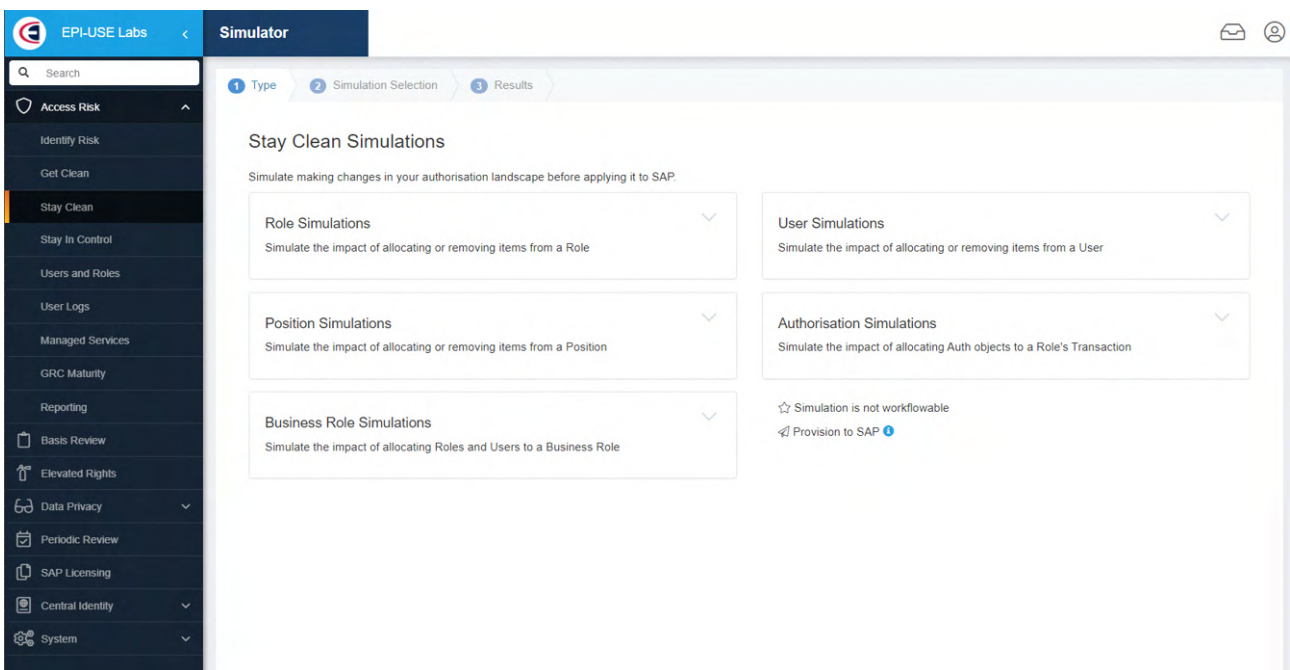 EPI-USE Labs
Simulator
Search
Access Risk
Identify Risk
Get Clean
Stay Clean
Stay In Control
Users and Roles
User Logs
Managed Services
GRC Maturity
Reporting
Basis Review
Elevated Rights
Data Privacy
Periodic Review
SAP Licensing
Central Identity
System
1 Type
2 Simulation Selection
3 Results
Stay Clean Simulations
Simulate making changes in your authorisation landscape before applying it to SAP.
Role Simulations
Simulate the impact of allocating or removing items from a Role
User Simulations
Simulate the impact of allocating or removing items from a User
Position Simulations
Simulate the impact of allocating or removing items from a Position
Authorisation Simulations
Simulate the impact of allocating Auth objects to a Role's Transaction
Business Role Simulations
Simulate the impact of allocating Roles and Users to a Business Role
Simulation is not workflowable
Provision to SAP